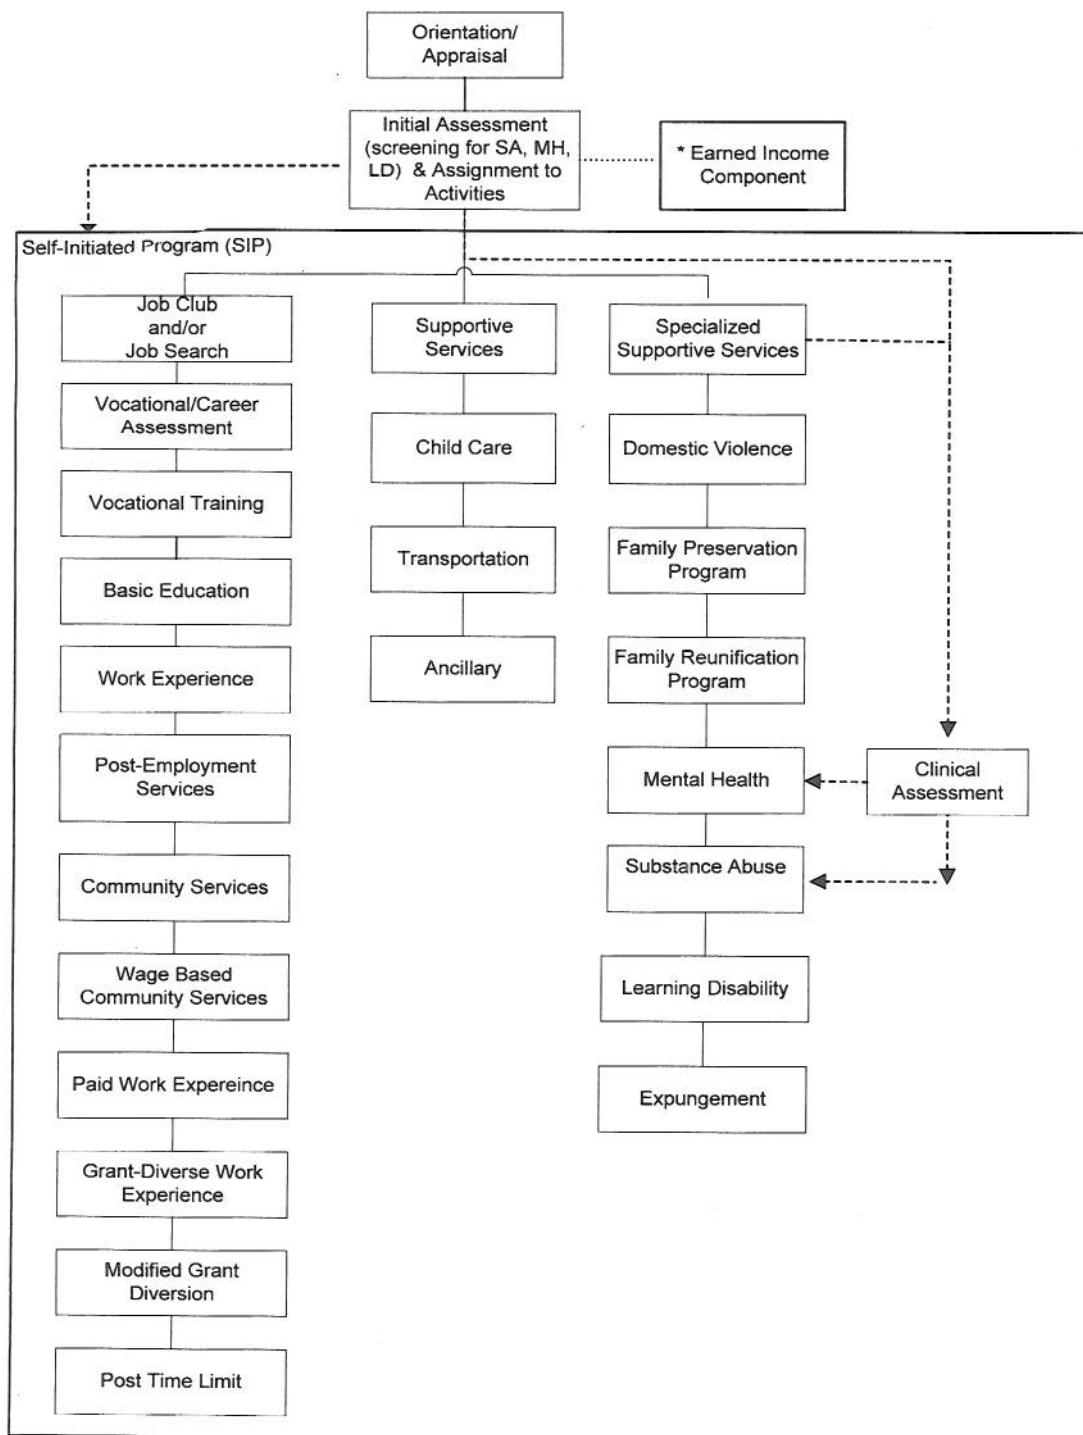 Orientation/
Appraisal
Initial Assessment
(screening for SA, MH,
LD) & Assignment to
Activities
* Earned Income
Component
Self-Initiated Program (SIP)
Job Club
and/or
Job Search
Supportive
Services
Specialized
Supportive Services
Vocational/Career
Assessment
Child Care
Domestic Violence
Vocational Training
Transportation
Family Preservation
Program
Basic Education
Work Experience
Ancillary
Family Reunification
Program
Post-Employment
Services
Mental Health
Clinical
Assessment
Community Services
Substance Abuse
Wage Based
Community Services
Learning Disability
Paid Work Expereince
Expungement
Grant-Diverse Work
Experience
Modified Grant
Diversion
Post Time Limit